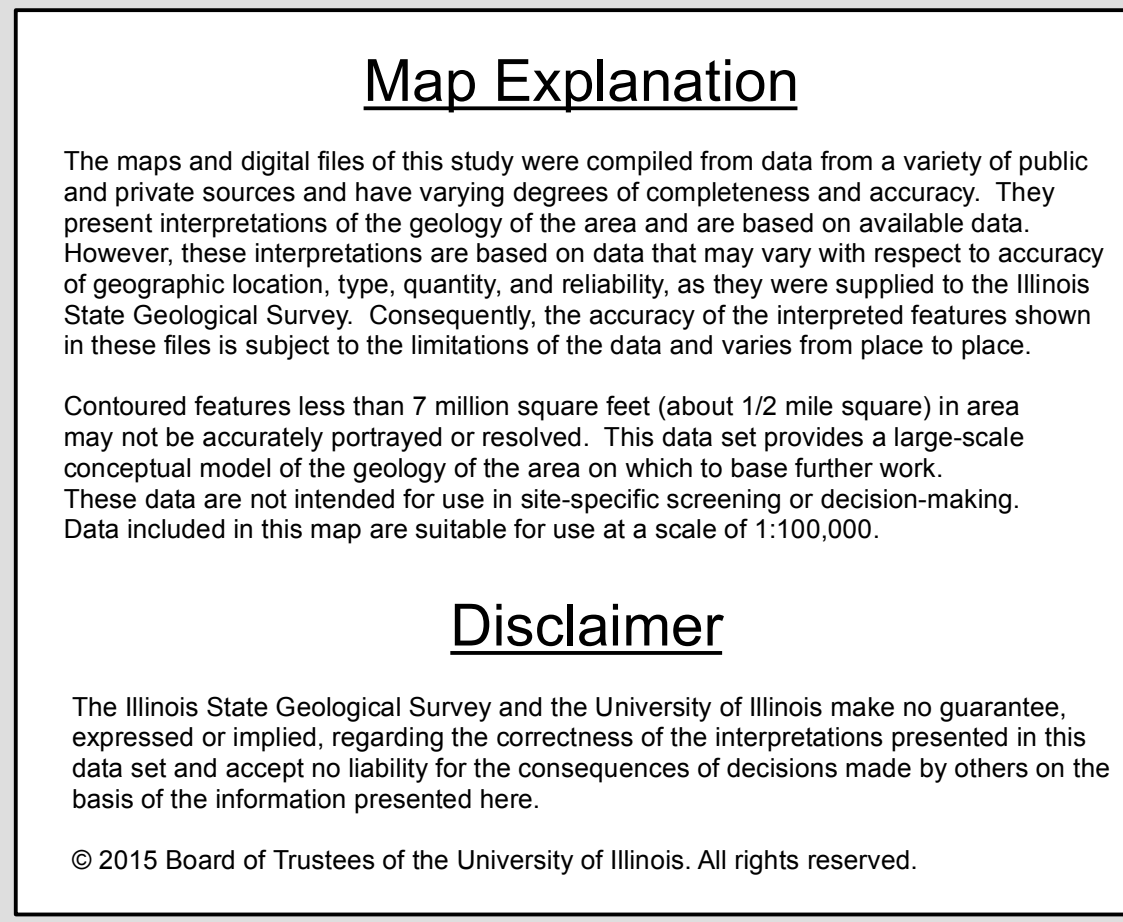 Map Explanation
The maps and digital files of this study were compiled from data from a variety of public
and private sources and have varying degrees of completeness and accuracy.  They
present interpretations of the geology of the area and are based on available data.
However, these interpretations are based on data that may vary with respect to accuracy
of geographic location, type, quantity, and reliability, as they were supplied to the Illinois
State Geological Survey.  Consequently, the accuracy of the interpreted features shown
in these files is subject to the limitations of the data and varies from place to place.
Contoured features less than 7 million square feet (about 1/2 mile square) in area
may not be accurately portrayed or resolved.  This data set provides a large-scale
conceptual model of the geology of the area on which to base further work.
These data are not intended for use in site-specific screening or decision-making.
Data included in this map are suitable for use at a scale of 1:100,000.
Disclaimer
The Illinois State Geological Survey and the University of Illinois make no guarantee,
expressed or implied, regarding the correctness of the interpretations presented in this
data set and accept no liability for the consequences of decisions made by others on the
basis of the information presented here.
© 2015 Board of Trustees of the University of Illinois. All rights reserved.